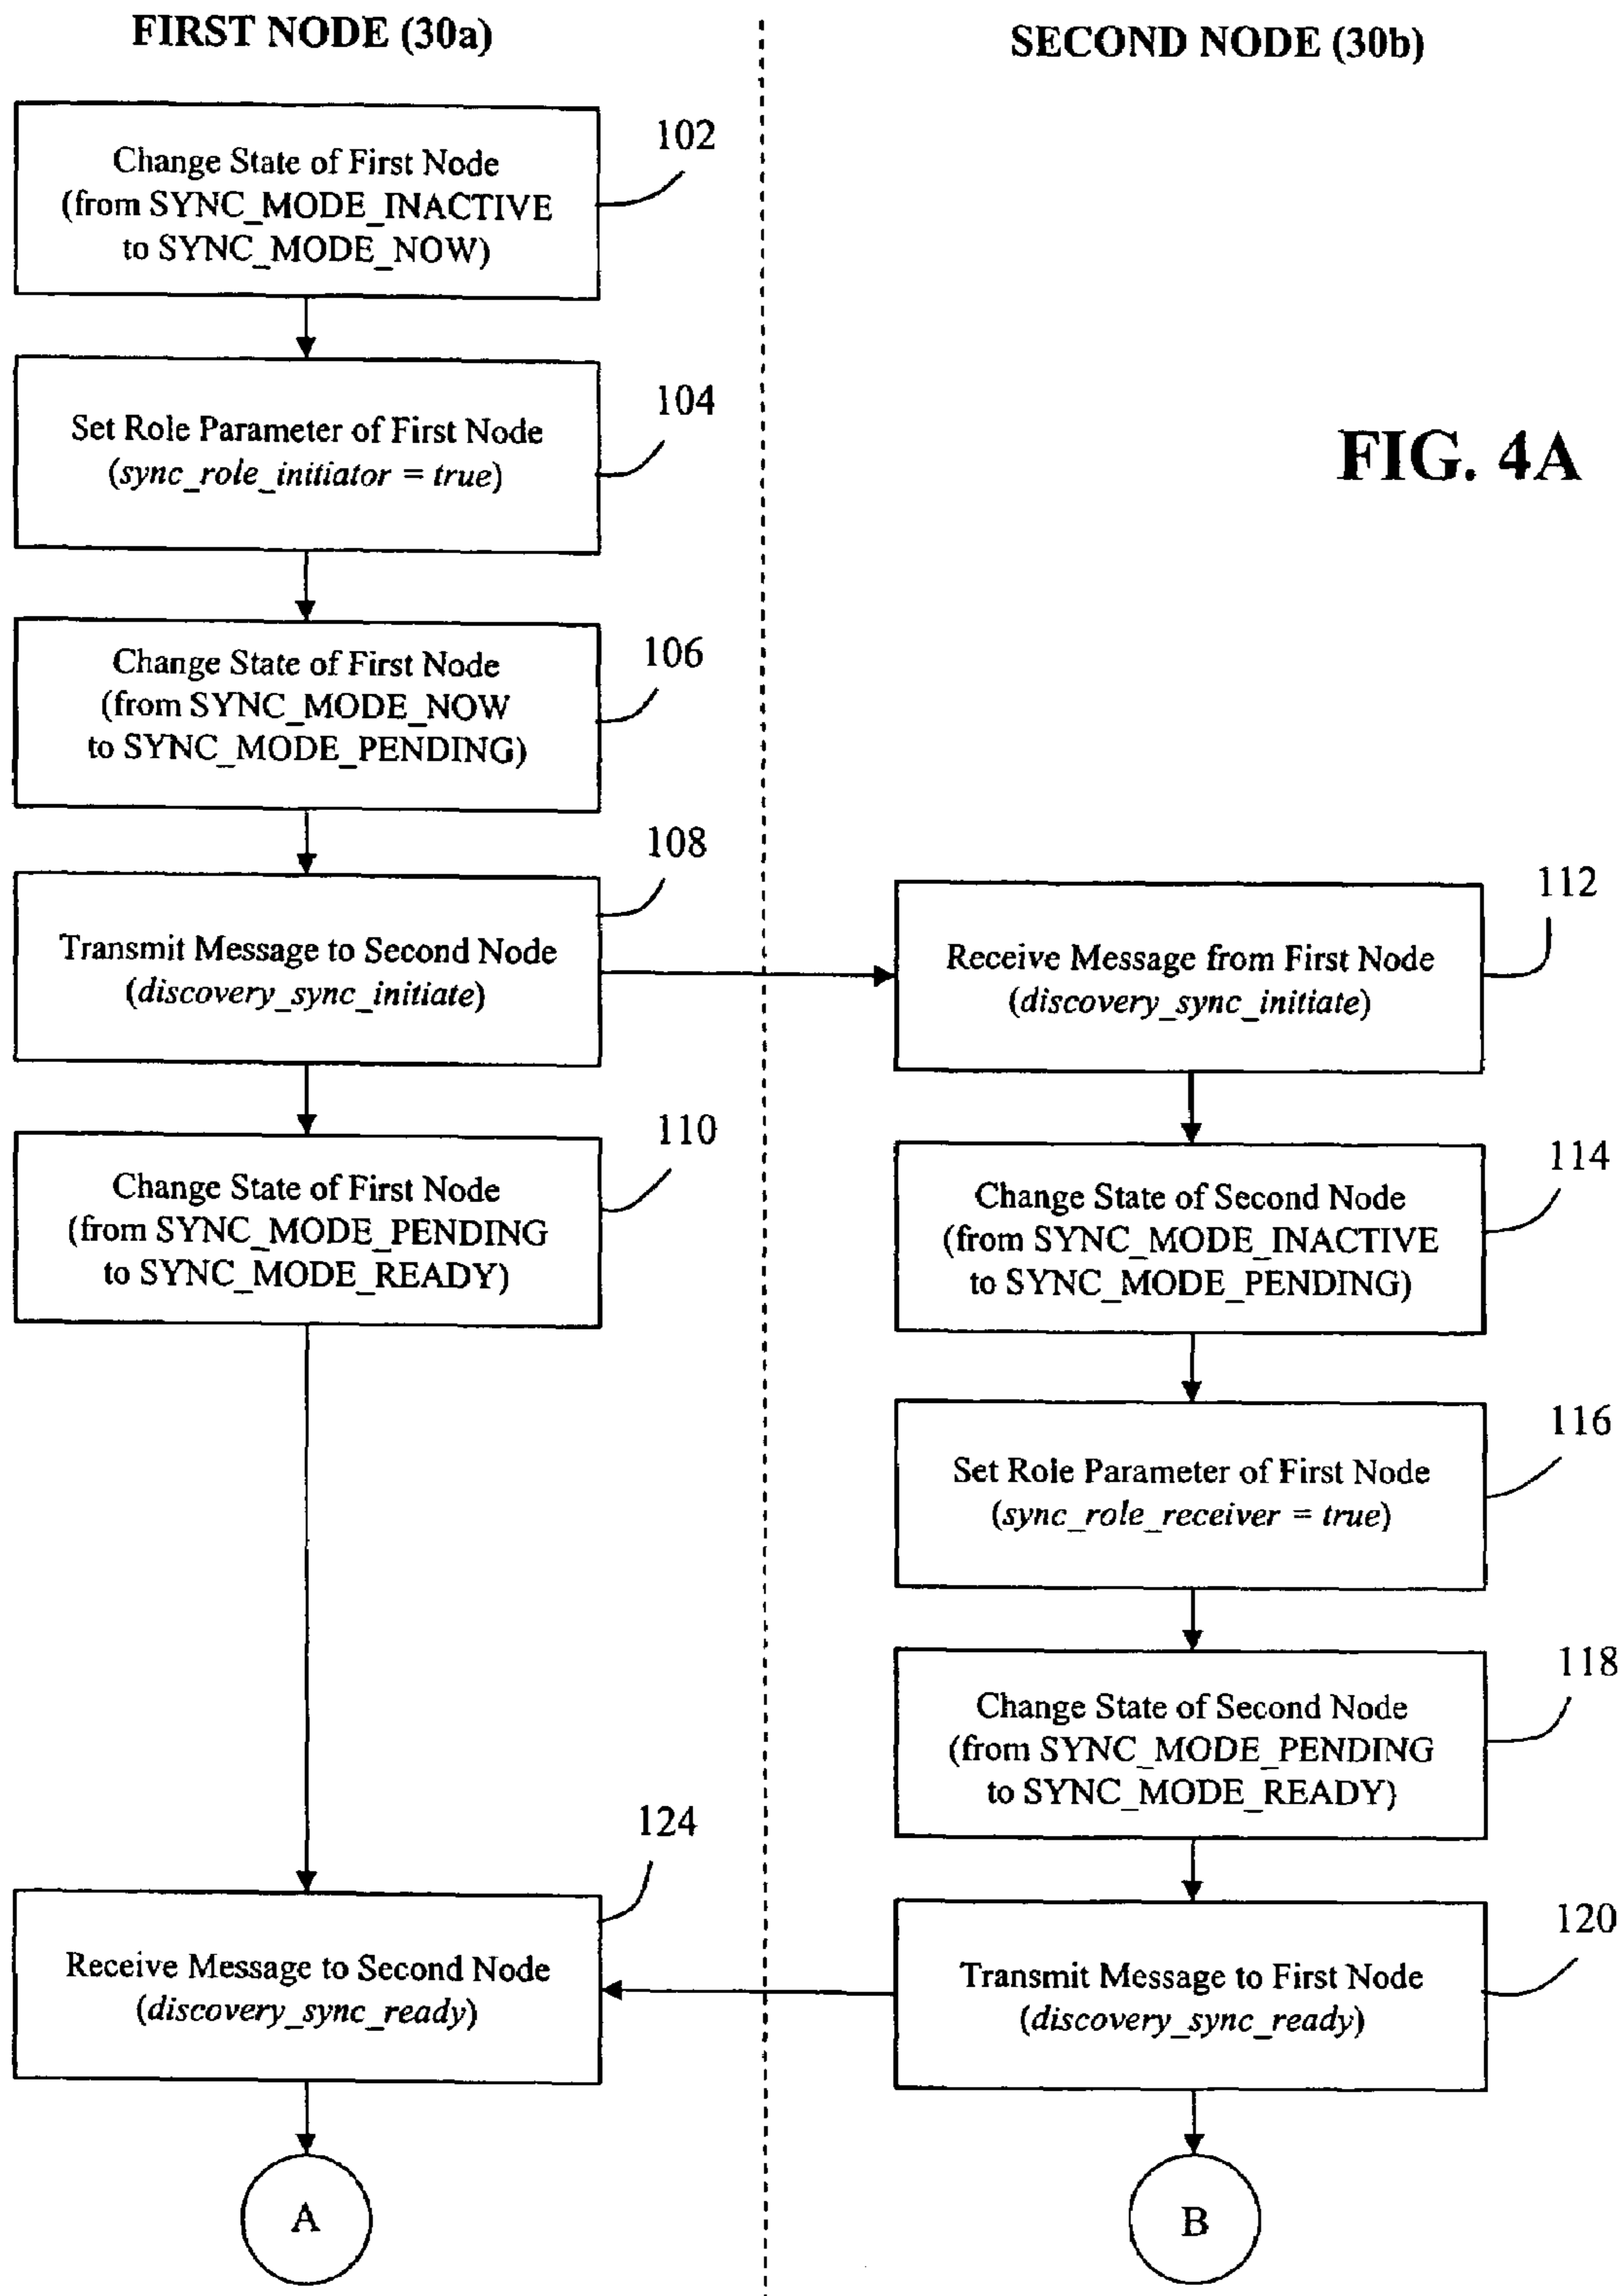 FIRST NODE (30a)
SECOND NODE (30b)
102
Change State of First Node
(from SYNC_MODE_INACTIVE
to SYNC_MODE_NOW)
104
Set Role Parameter of First Node
(sync_role_initiator = true)
FIG. 4A
106
Change State of First Node
(from SYNC_MODE_NOW
to SYNC_MODE_PENDING)
108
Transmit Message to Second Node
(discovery_sync_initiate)
112
Receive Message from First Node
(discovery_sync_initiate)
110
Change State of First Node
(from SYNC_MODE_PENDING
to SYNC_MODE_READY)
114
Change State of Second Node
(from SYNC_MODE_INACTIVE
to SYNC_MODE_PENDING)
116
Set Role Parameter of First Node
(sync_role_receiver = true)
118
Change State of Second Node
(from SYNC_MODE_PENDING
to SYNC_MODE_READY)
124
Receive Message to Second Node
(discovery_sync_ready)
120
Transmit Message to First Node
(discovery_sync_ready)
A
B